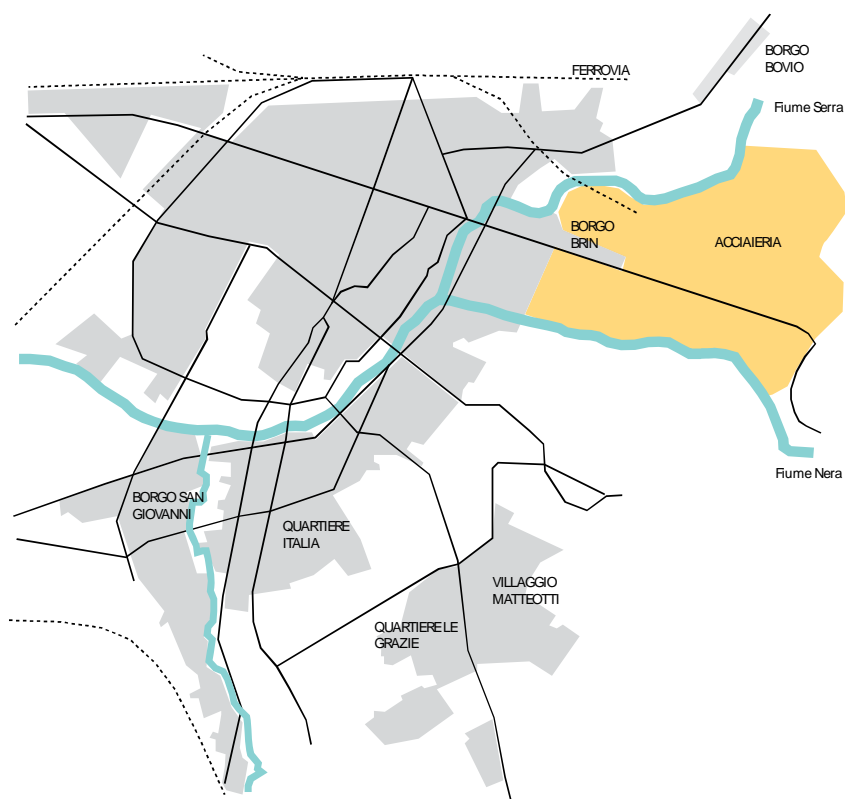 FERROVIA
BORGO
BOVIO
Fiume Serra
BORGO
BRIN
ACCIAIERIA
Fiume Nera
BORGO SAN
GIOVANNI
QUARTIERE
ITALIA
VILLAGGIO
MATTEOTTI
QUARTIERE LE
GRAZIE